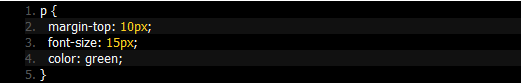 1. p {
2.   margin-top: 10px;
3.   font-size: 15px;
4.   color: green;
5. }